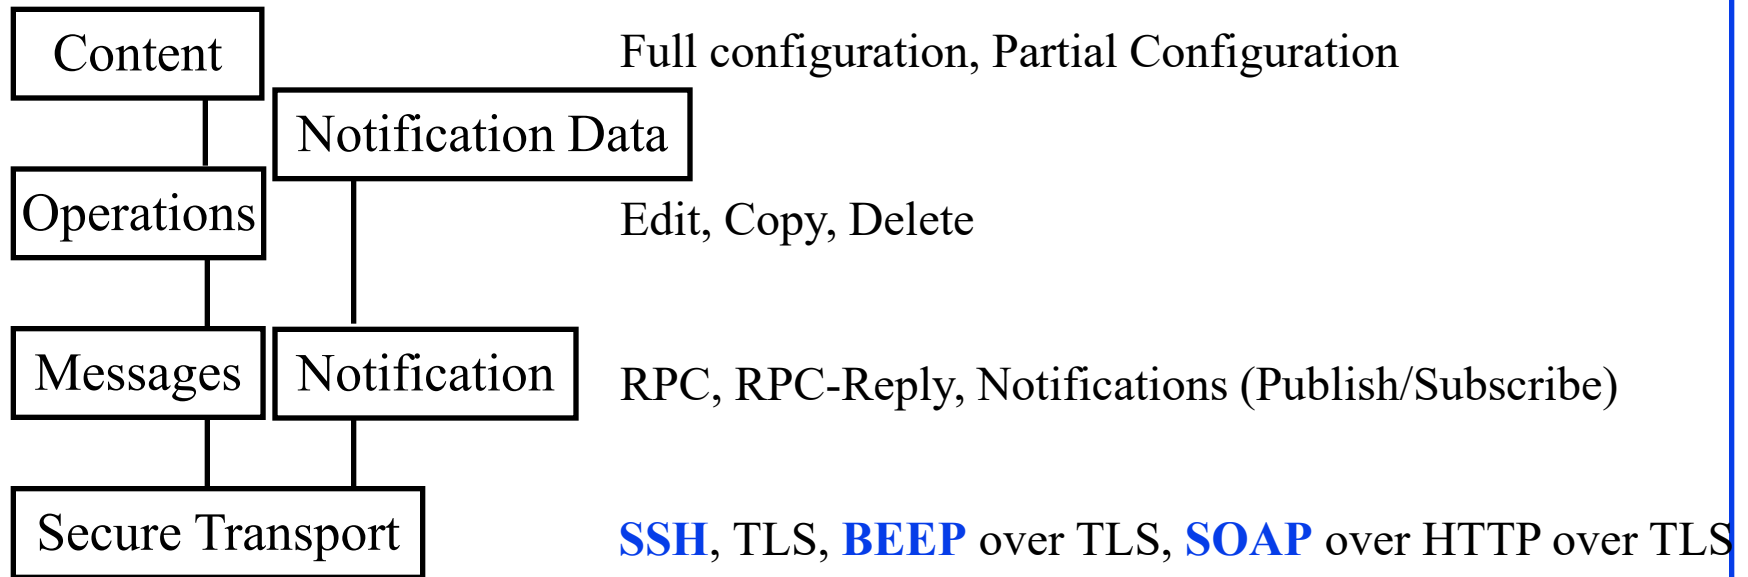 Content
Full configuration, Partial Configuration
Notification Data
Operations
Edit, Copy, Delete
Messages
Notification
RPC, RPC-Reply, Notifications (Publish/Subscribe)
Secure Transport
SSH, TLS, BEEP over TLS, SOAP over HTTP over TLS